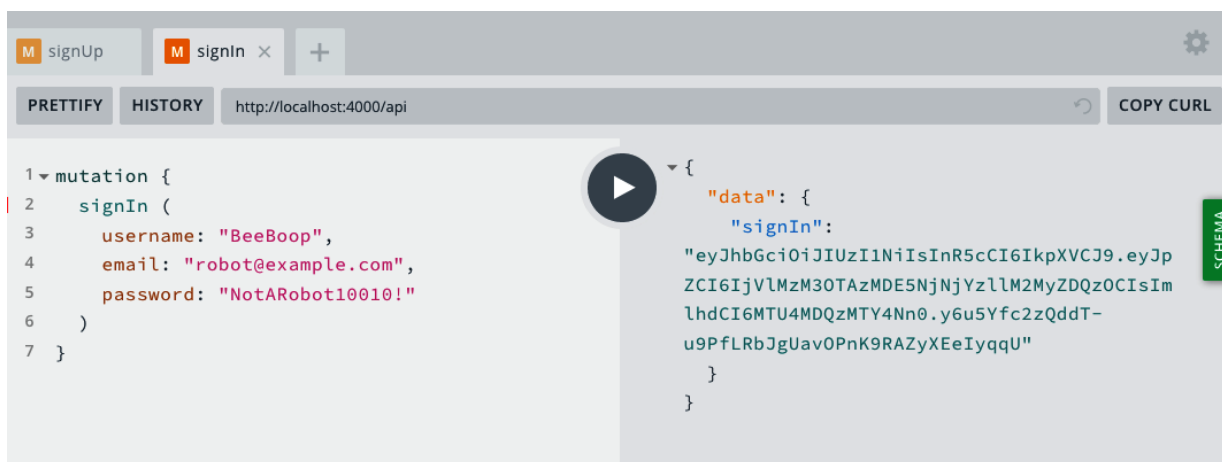 M signUp
M signIn × +
PRETTIFY HISTORY http://localhost:4000/api COPY CURL
1 mutation {
2 signIn (
3 username: "BeeBoop",
4 email: "robot@example.com",
5 password: "NotARobot10010!"
6 )
7 }
{
"data": {
"signIn":
"eyJhbGciOiJIUzI1NiIsInR5cCI6IkpXVCJ9.eyJp
ZCI6IjVlMzM3OTAzMDE5NjNjYzllM2MyZDQzOCIsIm
lhdCI6MTU4MDQzMTY4Nn0.y6u5Yfc2zQddT-
u9PfLRbJgUavOPnK9RAZyXEeIyqqU"
}
}
SCHEMA